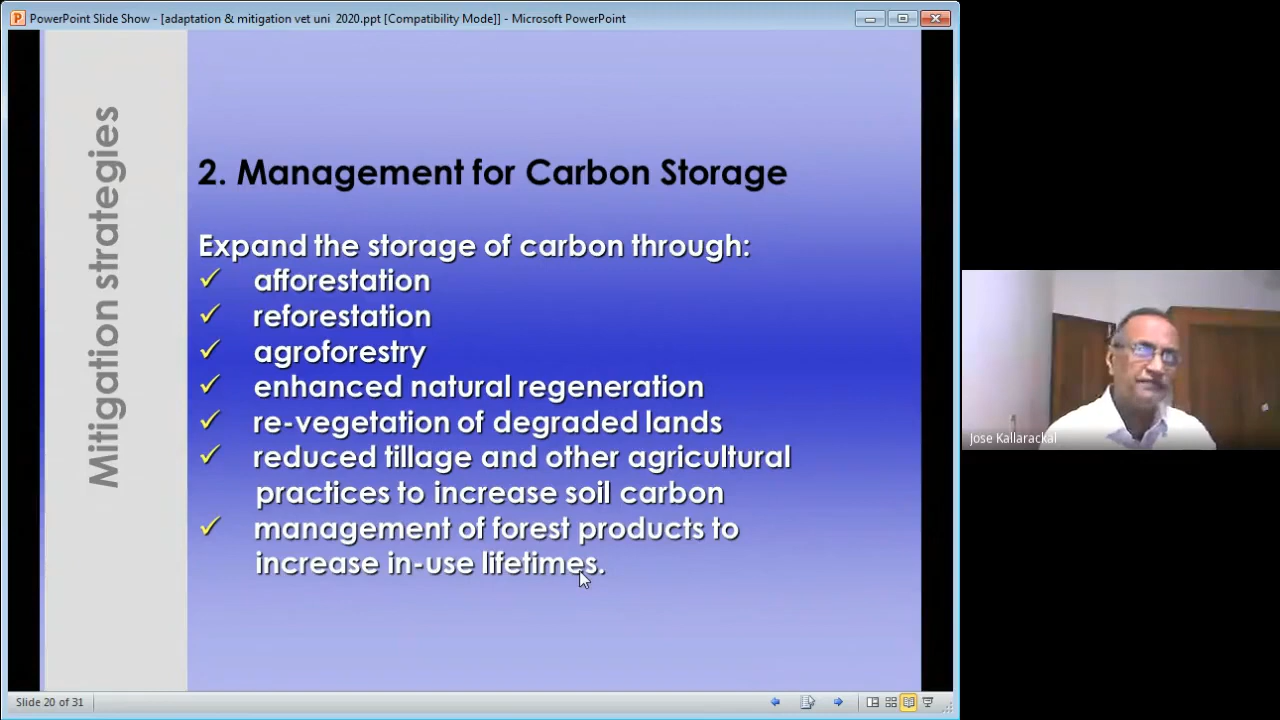 PowerPoint Slide Show - [adaptation & mitigation vet uni  2020.ppt [Compatibility Mode]] - Microsoft PowerPoint
Mitigation strategies
2. Management for Carbon Storage
Expand the storage of carbon through:
✓ afforestation
✓ reforestation
✓ agroforestry
✓ enhanced natural regeneration
✓ re-vegetation of degraded lands
✓ reduced tillage and other agricultural
practices to increase soil carbon
✓ management of forest products to
increase in-use lifetimes.
Jose Kallarackal
Slide 20 of 31